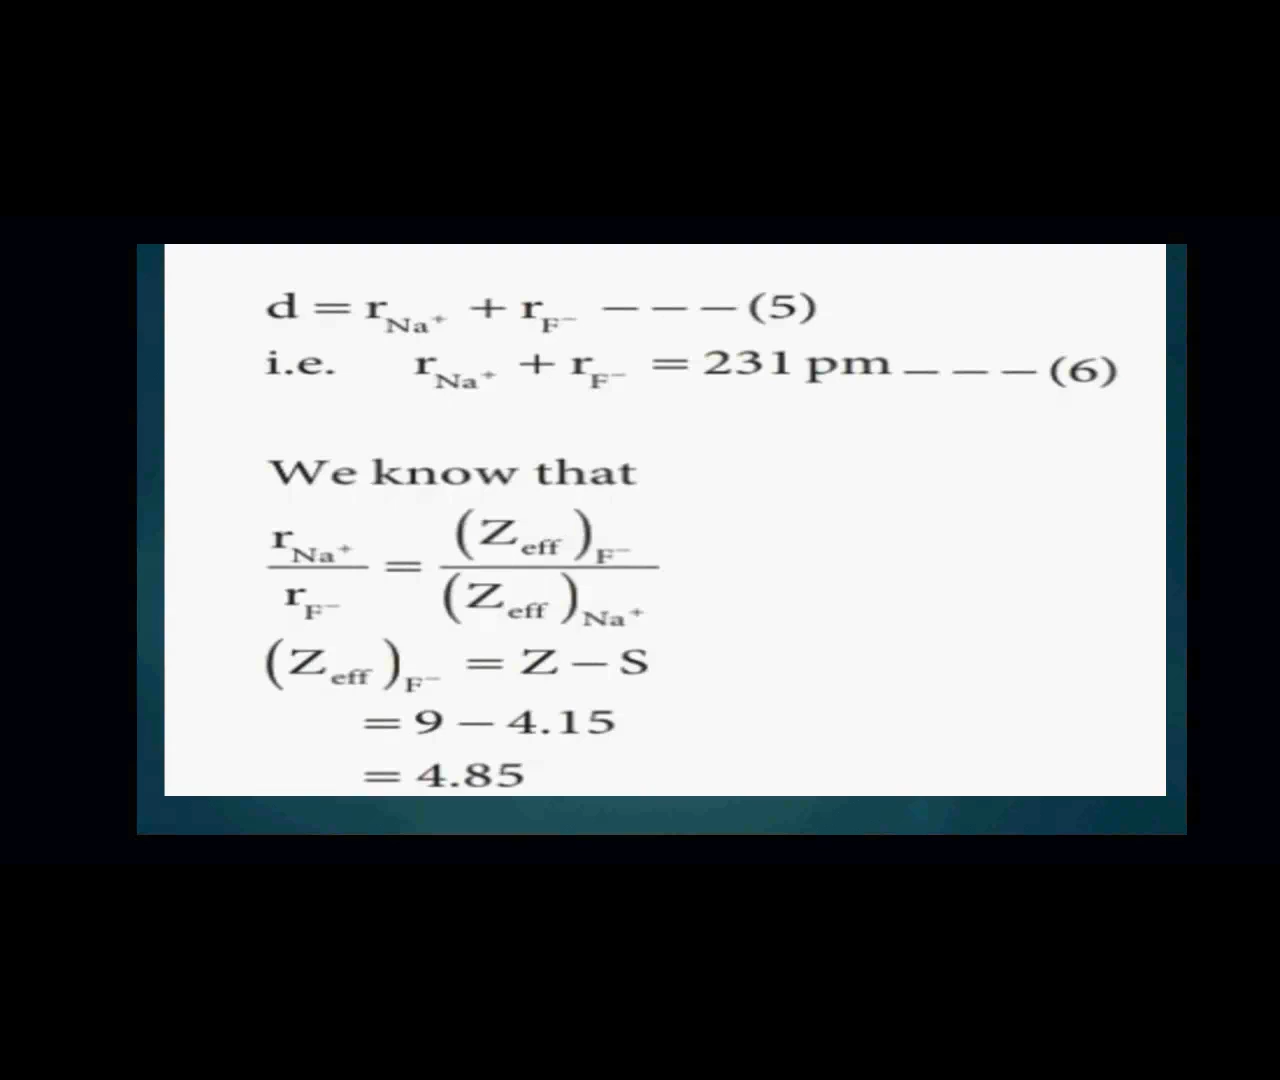 d = r_Na⁺ + r_F⁻ − − − (5)
i.e. r_Na⁺ + r_F⁻ = 231 pm − − − (6)
We know that
r_Na⁺ / r_F⁻ = (Z_eff)_F⁻ / (Z_eff)_Na⁺
(Z_eff)_F⁻ = Z − S
= 9 − 4.15
= 4.85